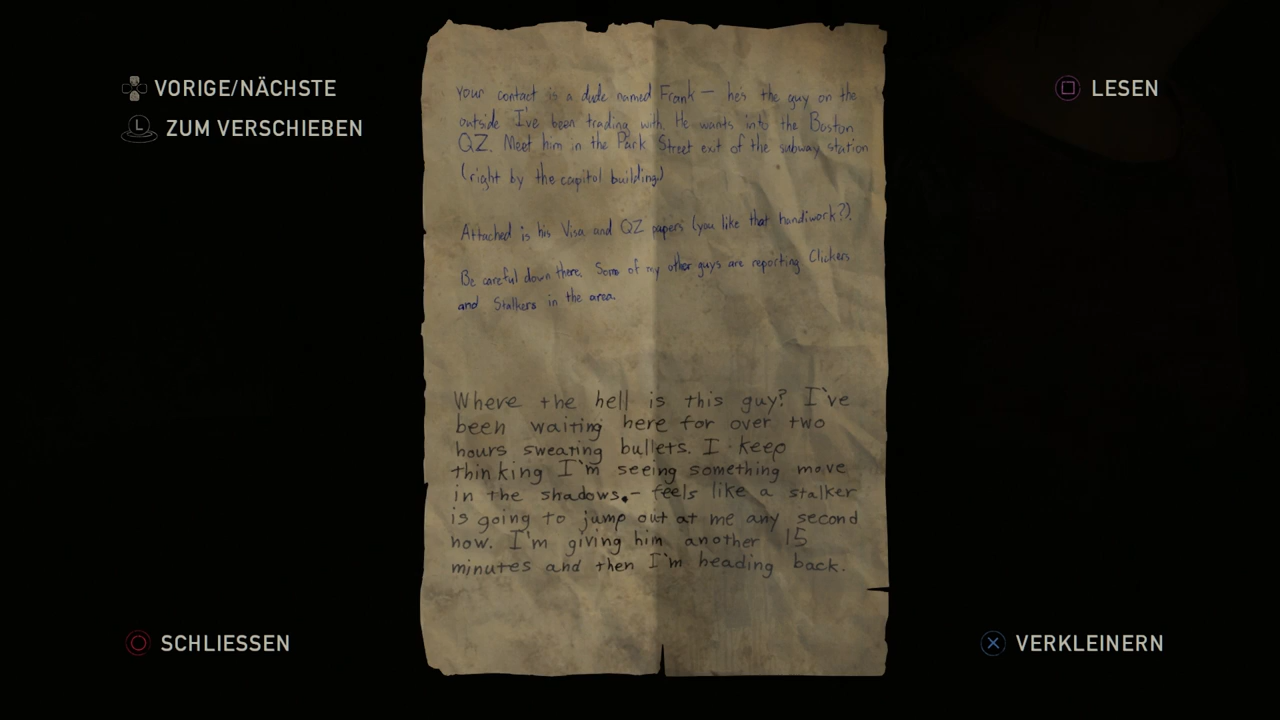 VORIGE/NÄCHSTE
L ZUM VERSCHIEBEN
LESEN
Your contact is a dude named Frank — he's the guy on the
outside I've been trading with. He wants into the Boston
QZ. Meet him in the Park Street exit of the subway station
(right by the capitol building)
Attached is his Visa and QZ papers (you like that handiwork?).
Be careful down there. Some of my other guys are reporting Clickers
and Stalkers in the area.
Where the hell is this guy? I've
been waiting here for over two
hours sweating bullets. I keep
thinking I'm seeing something move
in the shadows.- feels like a stalker
is going to jump out at me any second
now. I'm giving him another 15
minutes and then I'm heading back.
SCHLIESSEN
VERKLEINERN